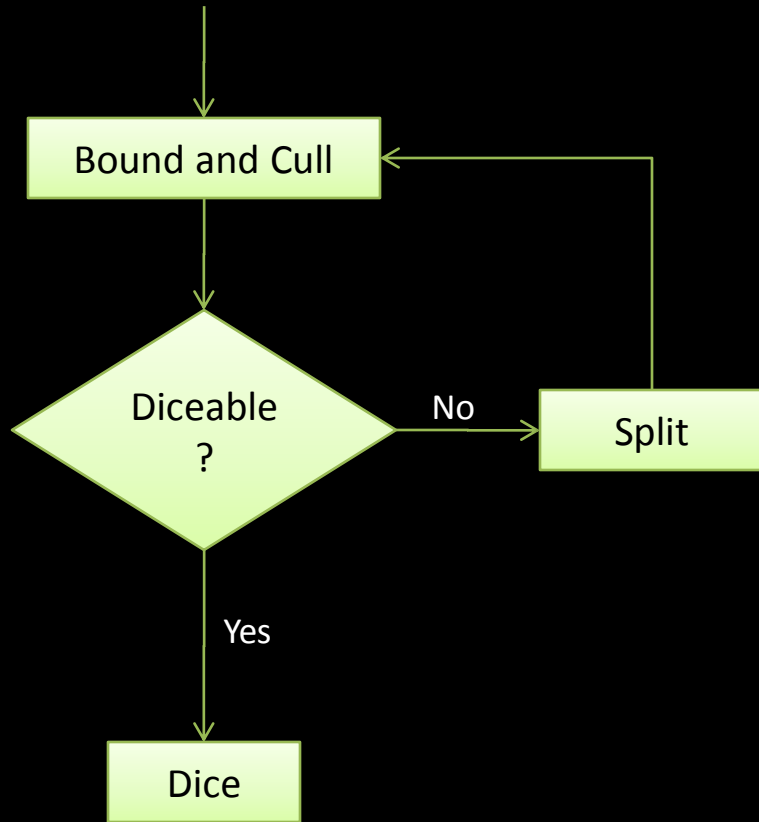 Bound and Cull
Diceable
?
No
Split
Yes
Dice